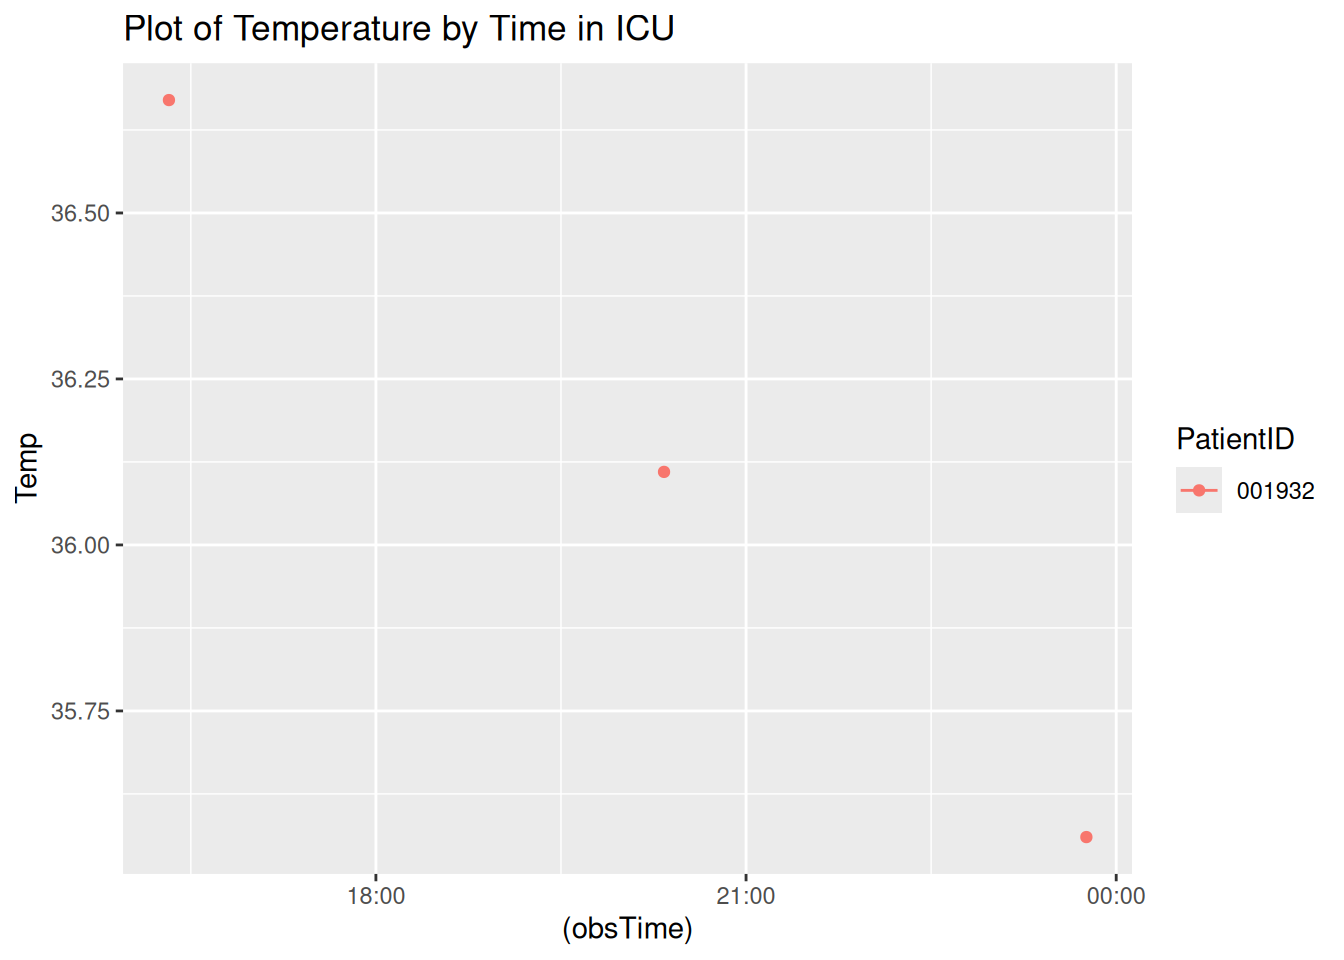 Plot of Temperature by Time in ICU
36.50
36.25
36.00
35.75
Temp
18:00
21:00
00:00
(obsTime)
PatientID
001932